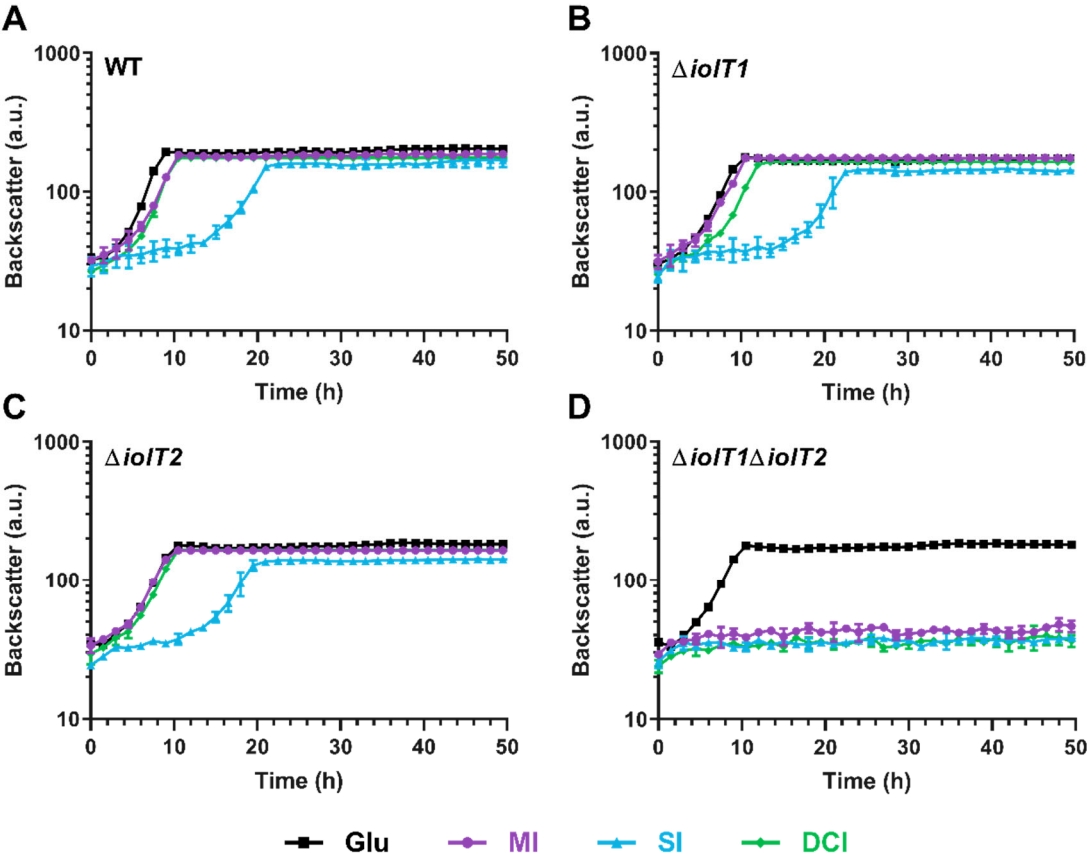 A
WT
1000
100
10
Backscatter (a.u.)
0 10 20 30 40 50
Time (h)
B
ΔiolT1
1000
100
10
Backscatter (a.u.)
0 10 20 30 40 50
Time (h)
C
ΔiolT2
1000
100
10
Backscatter (a.u.)
0 10 20 30 40 50
Time (h)
D
ΔiolT1ΔiolT2
1000
100
10
Backscatter (a.u.)
0 10 20 30 40 50
Time (h)
Glu MI SI DCI